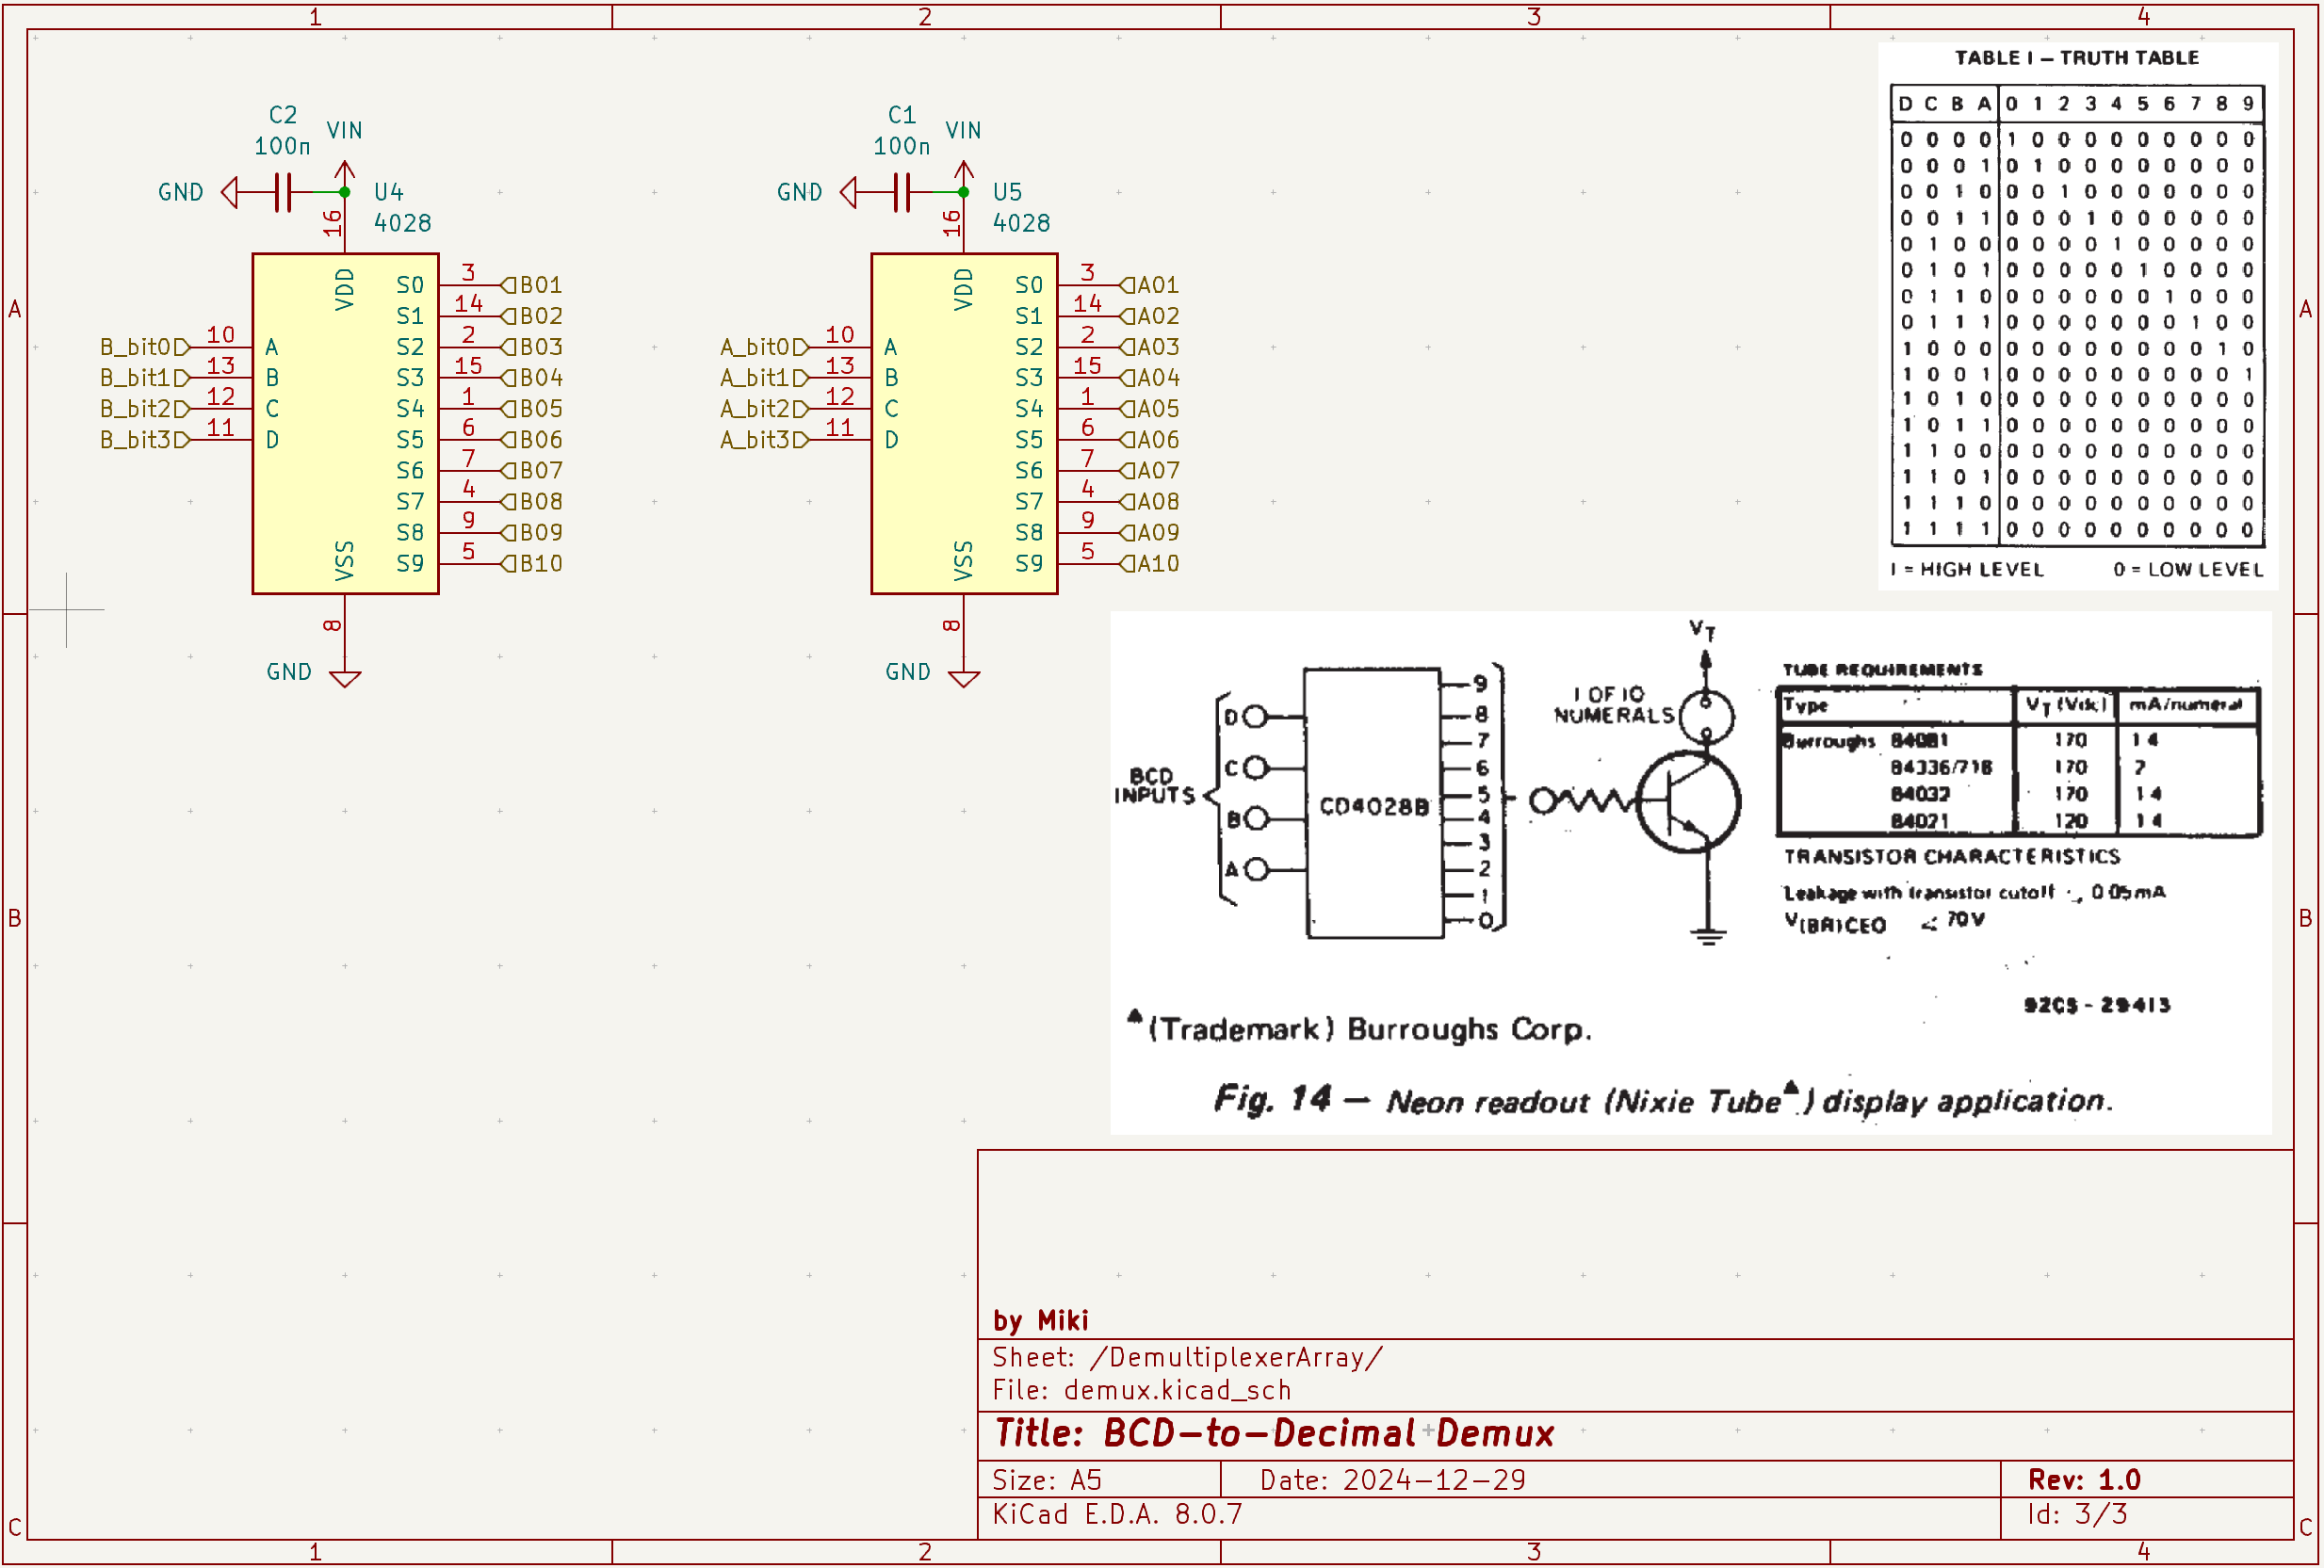 1 2 3 4
A
B
C
C2
100n
VIN
GND
U4
4028
16
VDD
B_bit0 10 A
B_bit1 13 B
B_bit2 12 C
B_bit3 11 D
S0 3 B01
S1 14 B02
S2 2 B03
S3 15 B04
S4 1 B05
S5 6 B06
S6 7 B07
S7 4 B08
S8 9 B09
S9 5 B10
VSS
8
GND
C1
100n
VIN
GND
U5
4028
16
VDD
A_bit0 10 A
A_bit1 13 B
A_bit2 12 C
A_bit3 11 D
S0 3 A01
S1 14 A02
S2 2 A03
S3 15 A04
S4 1 A05
S5 6 A06
S6 7 A07
S7 4 A08
S8 9 A09
S9 5 A10
VSS
8
GND
TABLE I – TRUTH TABLE
D C B A 0 1 2 3 4 5 6 7 8 9
0 0 0 0 1 0 0 0 0 0 0 0 0 0
0 0 0 1 0 1 0 0 0 0 0 0 0 0
0 0 1 0 0 0 1 0 0 0 0 0 0 0
0 0 1 1 0 0 0 1 0 0 0 0 0 0
0 1 0 0 0 0 0 0 1 0 0 0 0 0
0 1 0 1 0 0 0 0 0 1 0 0 0 0
0 1 1 0 0 0 0 0 0 0 1 0 0 0
0 1 1 1 0 0 0 0 0 0 0 1 0 0
1 0 0 0 0 0 0 0 0 0 0 0 1 0
1 0 0 1 0 0 0 0 0 0 0 0 0 1
1 0 1 0 0 0 0 0 0 0 0 0 0 0
1 0 1 1 0 0 0 0 0 0 0 0 0 0
1 1 0 0 0 0 0 0 0 0 0 0 0 0
1 1 0 1 0 0 0 0 0 0 0 0 0 0
1 1 1 0 0 0 0 0 0 0 0 0 0 0
1 1 1 1 0 0 0 0 0 0 0 0 0 0
I = HIGH LEVEL 0 = LOW LEVEL
BCD
INPUTS
D
C
B
A
CD4028B
9
8
7
6
5
4
3
2
1
0
VT
1 OF 10
NUMERALS
TUBE REQUIREMENTS
Type VT (Vdc) mA/numeral
Burroughs 170 1 4
170
84032 170 1 4
84021 120 1 4
TRANSISTOR CHARACTERISTICS
Leakage with transistor cutoff 0 05mA
V(BR)CEO < 70V
92CS - 29413
▲(Trademark) Burroughs Corp.
Fig. 14 — Neon readout (Nixie Tube▲) display application.
by Miki
Sheet: /DemultiplexerArray/
File: demux.kicad_sch
Title: BCD-to-Decimal Demux
Size: A5 Date: 2024-12-29 Rev: 1.0
KiCad E.D.A. 8.0.7 Id: 3/3
A
B
C
1 2 3 4